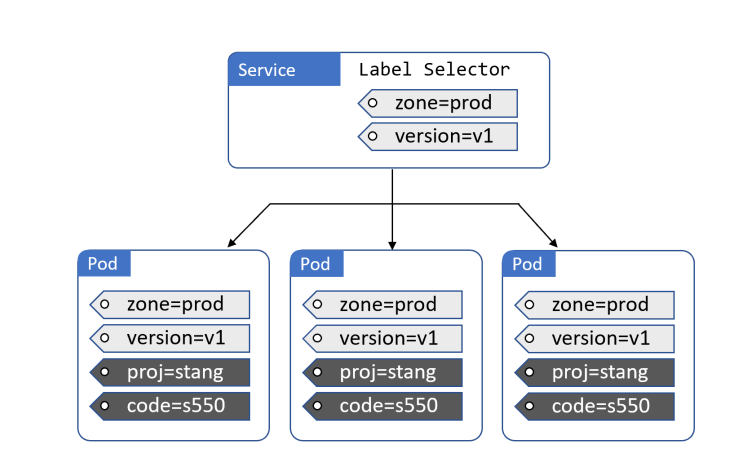 Service
Label Selector
zone=prod
version=v1
Pod
zone=prod
version=v1
proj=stang
code=s550
Pod
zone=prod
version=v1
proj=stang
code=s550
Pod
zone=prod
version=v1
proj=stang
code=s550